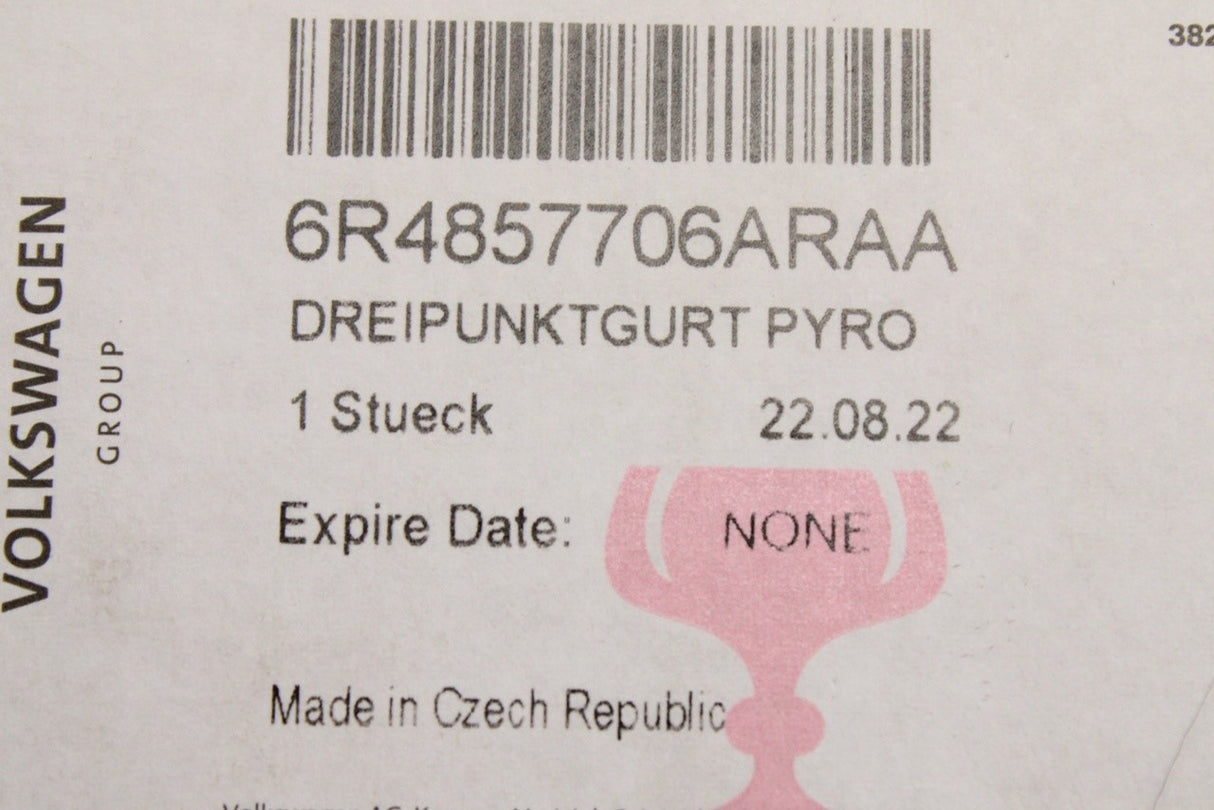 382
6R4857706ARAA
DREIPUNKTGURT PYRO
1 Stueck 22.08.22
Expire Date: NONE
Made in Czech Republic
VOLKSWAGEN
GROUP